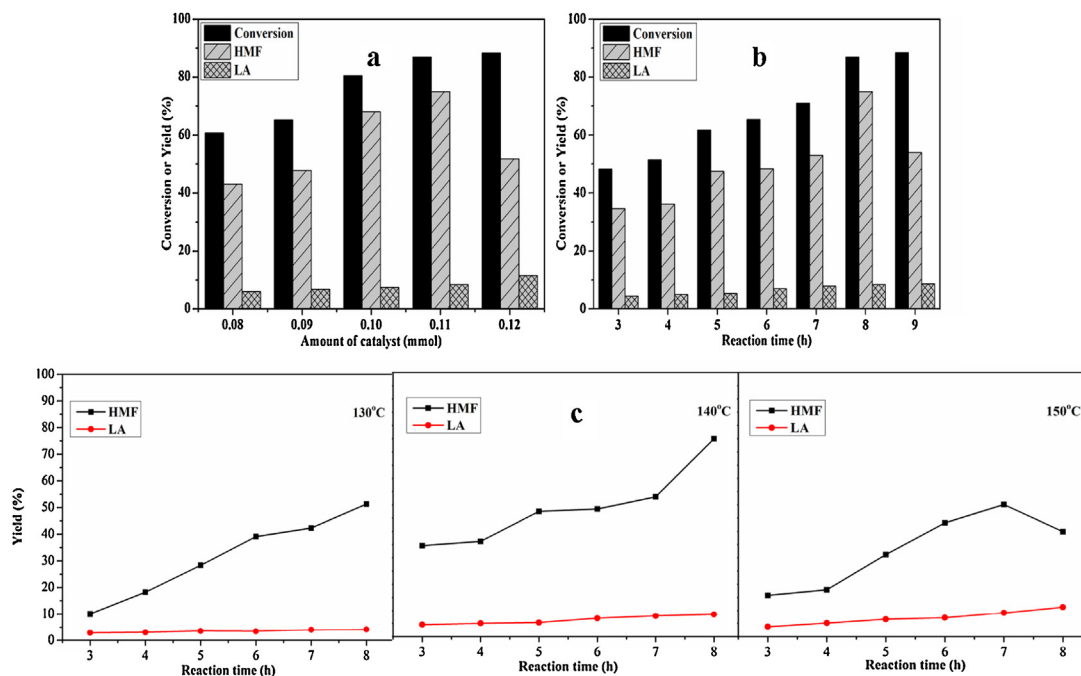 100
80
60
40
20
0
Conversion or Yield (%)
Conversion
HMF
LA
a
0.08 0.09 0.10 0.11 0.12
Amount of catalyst (mmol)
100
80
60
40
20
0
Conversion or Yield (%)
Conversion
HMF
LA
b
3 4 5 6 7 8 9
Reaction time (h)
100
90
80
70
60
50
40
30
20
10
0
Yield (%)
HMF
LA
130°C
3 4 5 6 7 8
Reaction time (h)
HMF
LA
c
140°C
3 4 5 6 7 8
Reaction time (h)
HMF
LA
150°C
3 4 5 6 7 8
Reaction time (h)